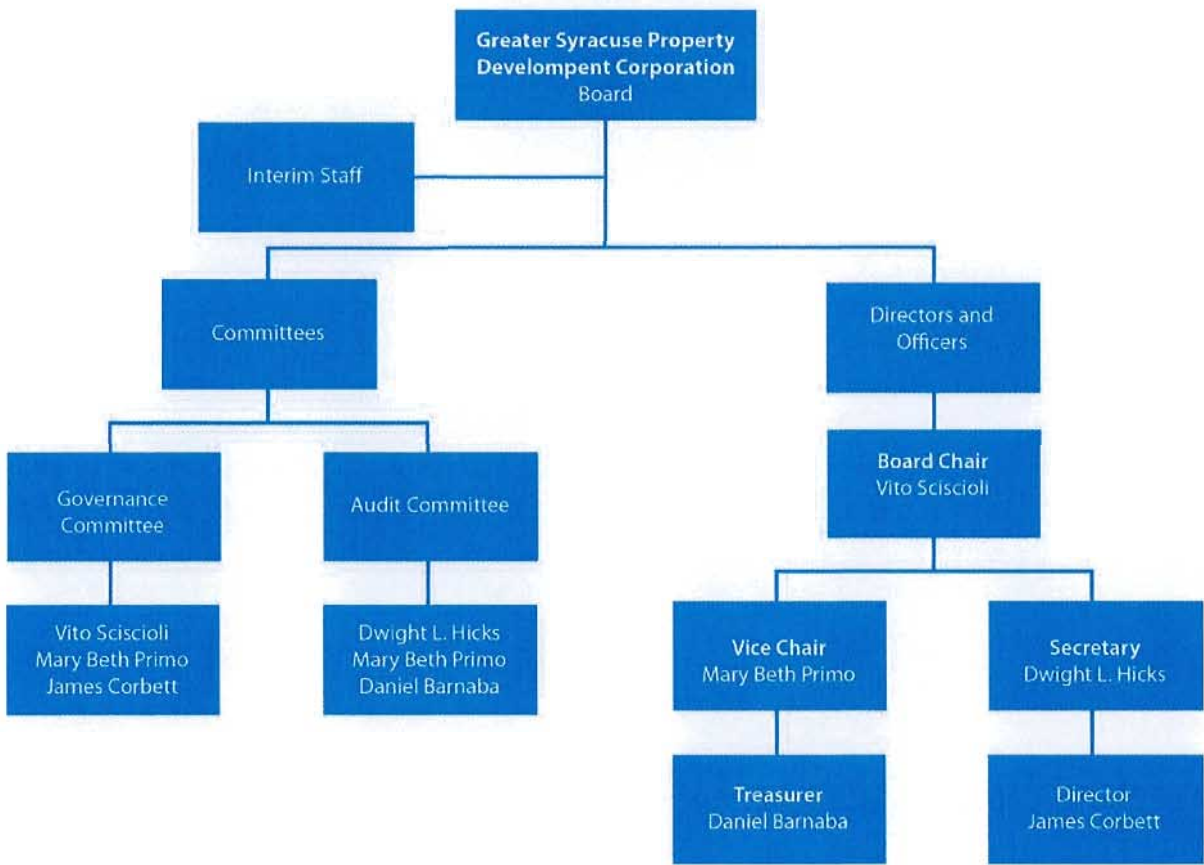 Greater Syracuse Property
Develompent Corporation
Board
Interim Staff
Committees
Directors and
Officers
Governance
Committee
Audit Committee
Board Chair
Vito Sciscioli
Vito Sciscioli
Mary Beth Primo
James Corbett
Dwight L. Hicks
Mary Beth Primo
Daniel Barnaba
Vice Chair
Mary Beth Primo
Secretary
Dwight L. Hicks
Treasurer
Daniel Barnaba
Director
James Corbett